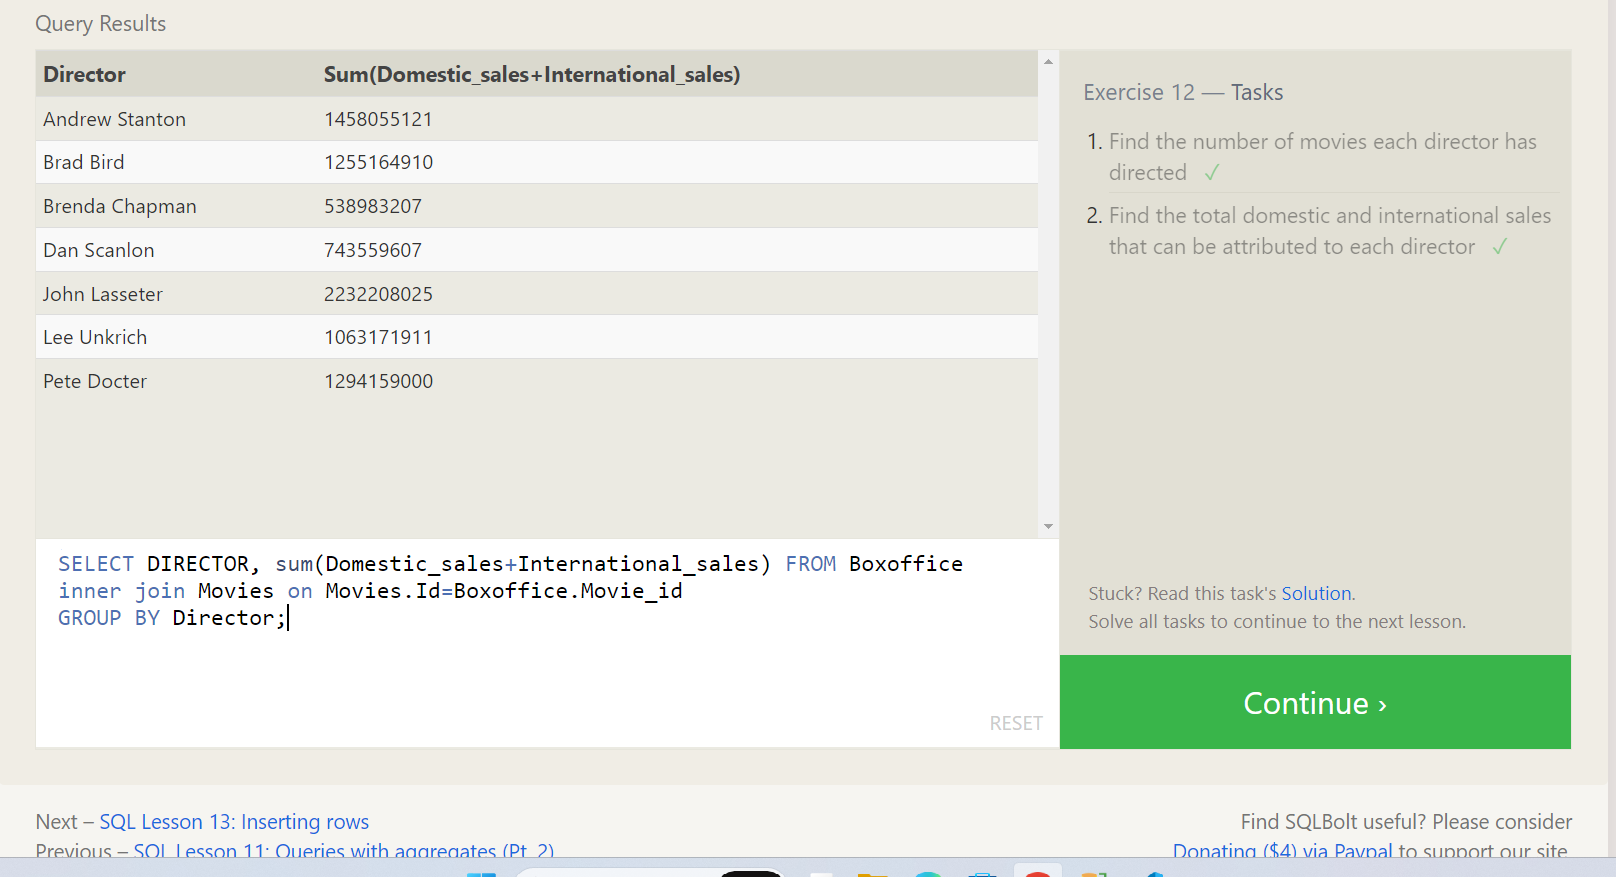 Query Results
Director Sum(Domestic_sales+International_sales)
Andrew Stanton 1458055121
Brad Bird 1255164910
Brenda Chapman 538983207
Dan Scanlon 743559607
John Lasseter 2232208025
Lee Unkrich 1063171911
Pete Docter 1294159000
SELECT DIRECTOR, sum(Domestic_sales+International_sales) FROM Boxoffice
inner join Movies on Movies.Id=Boxoffice.Movie_id
GROUP BY Director;
RESET
Exercise 12 — Tasks
1. Find the number of movies each director has
directed ✓
2. Find the total domestic and international sales
that can be attributed to each director ✓
Stuck? Read this task's Solution.
Solve all tasks to continue to the next lesson.
Continue ›
Next – SQL Lesson 13: Inserting rows
Previous – SQL Lesson 11: Queries with aggregates (Pt. 2)
Find SQLBolt useful? Please consider
Donating ($4) via Paypal to support our site.